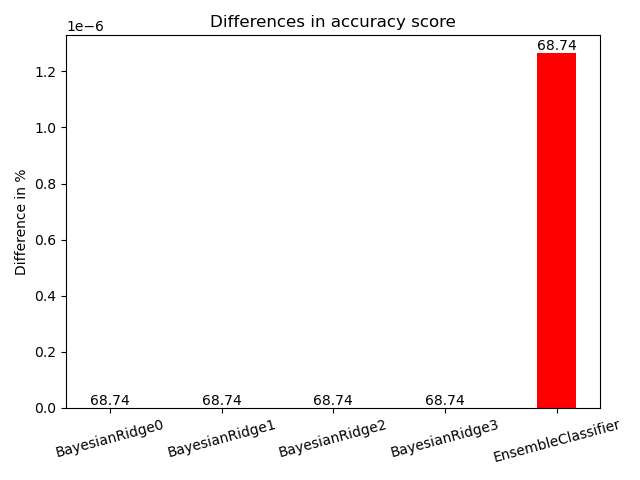 Differences in accuracy score
1e−6
Difference in %
1.2
1.0
0.8
0.6
0.4
0.2
0.0
68.74
68.74
68.74
68.74
68.74
BayesianRidge0
BayesianRidge1
BayesianRidge2
BayesianRidge3
EnsembleClassifier